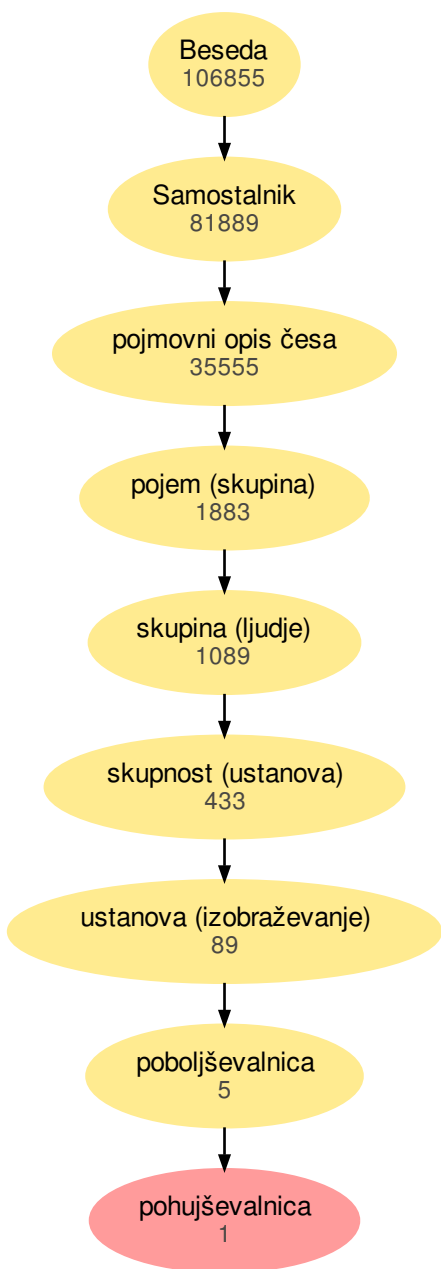 Beseda
106855
Samostalnik
81889
pojmovni opis česa
35555
pojem (skupina)
1883
skupina (ljudje)
1089
skupnost (ustanova)
433
ustanova (izobraževanje)
89
poboljševalnica
5
pohujševalnica
1